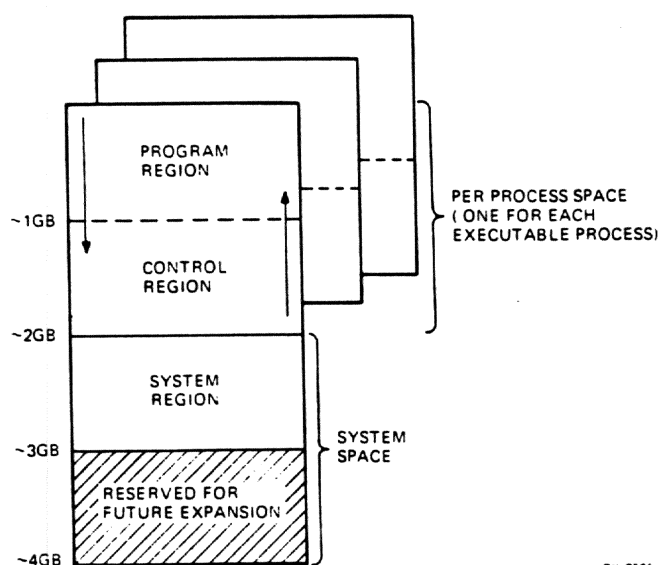 PROGRAM
REGION
~1GB
CONTROL
REGION
PER PROCESS SPACE
( ONE FOR EACH
EXECUTABLE PROCESS)
~2GB
SYSTEM
REGION
~3GB
SYSTEM
SPACE
RESERVED FOR
FUTURE EXPANSION
~4GB